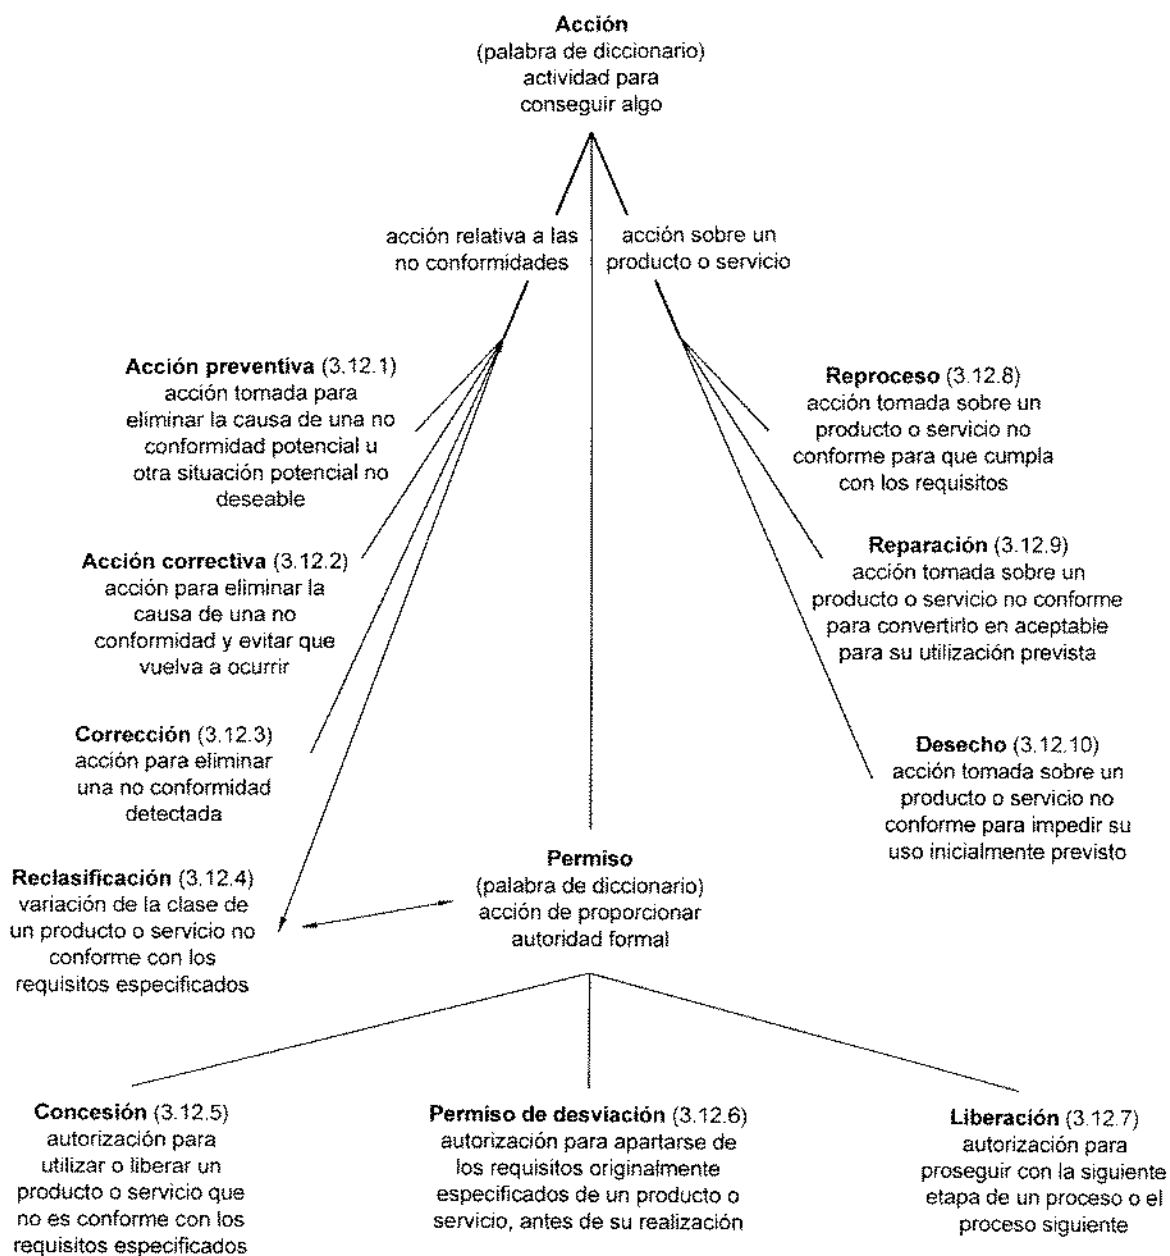 Acción
(palabra de diccionario)
actividad para
conseguir algo
acción relativa a las
no conformidades
acción sobre un
producto o servicio
Acción preventiva (3.12.1)
acción tomada para
eliminar la causa de una no
conformidad potencial u
otra situación potencial no
deseable
Reproceso (3.12.8)
acción tomada sobre un
producto o servicio no
conforme para que cumpla
con los requisitos
Acción correctiva (3.12.2)
acción para eliminar la
causa de una no
conformidad y evitar que
vuelva a ocurrir
Reparación (3.12.9)
acción tomada sobre un
producto o servicio no conforme
para convertirlo en aceptable
para su utilización prevista
Corrección (3.12.3)
acción para eliminar
una no conformidad
detectada
Desecho (3.12.10)
acción tomada sobre un
producto o servicio no
conforme para impedir su
uso inicialmente previsto
Reclasificación (3.12.4)
variación de la clase de
un producto o servicio no
conforme con los
requisitos especificados
Permiso
(palabra de diccionario)
acción de proporcionar
autoridad formal
Concesión (3.12.5)
autorización para
utilizar o liberar un
producto o servicio que
no es conforme con los
requisitos especificados
Permiso de desviación (3.12.6)
autorización para apartarse de
los requisitos originalmente
especificados de un producto o
servicio, antes de su realización
Liberación (3.12.7)
autorización para
proseguir con la siguiente
etapa de un proceso o el
proceso siguiente